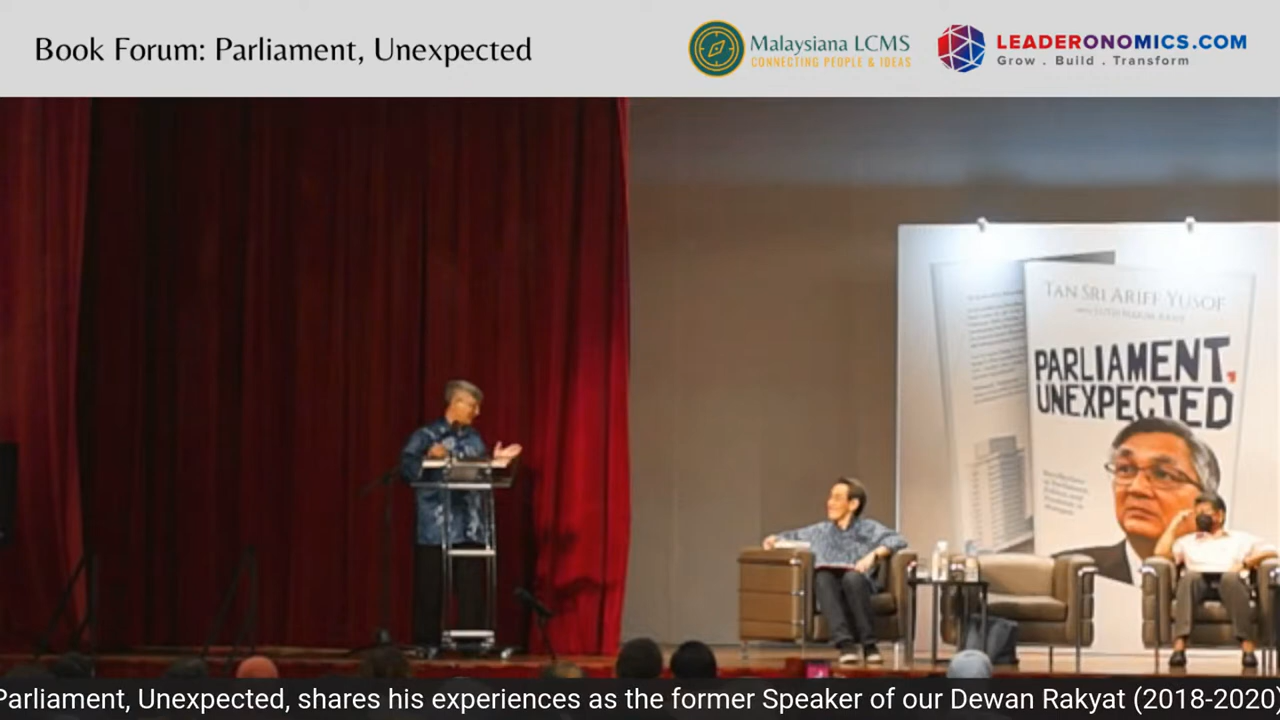 Book Forum: Parliament, Unexpected
Malaysiana LCMS
CONNECTING PEOPLE & IDEAS
LEADERONOMICS.COM
Grow . Build . Transform
TAN SRI ARIFF YUSOF
PARLIAMENT,
UNEXPECTED
Parliament, Unexpected, shares his experiences as the former Speaker of our Dewan Rakyat (2018-2020)